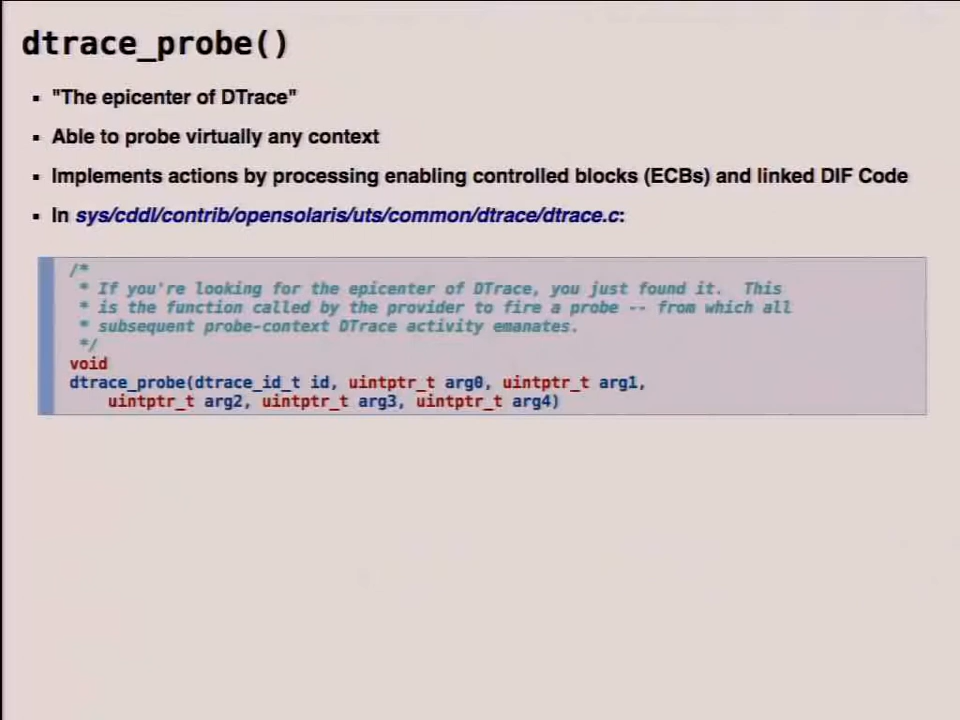 dtrace_probe()
▪ "The epicenter of DTrace"
▪ Able to probe virtually any context
▪ Implements actions by processing enabling controlled blocks (ECBs) and linked DIF Code
▪ In sys/cddl/contrib/opensolaris/uts/common/dtrace/dtrace.c:
/*
 * If you're looking for the epicenter of DTrace, you just found it.  This
 * is the function called by the provider to fire a probe -- from which all
 * subsequent probe-context DTrace activity emanates.
 */
void
dtrace_probe(dtrace_id_t id, uintptr_t arg0, uintptr_t arg1,
    uintptr_t arg2, uintptr_t arg3, uintptr_t arg4)